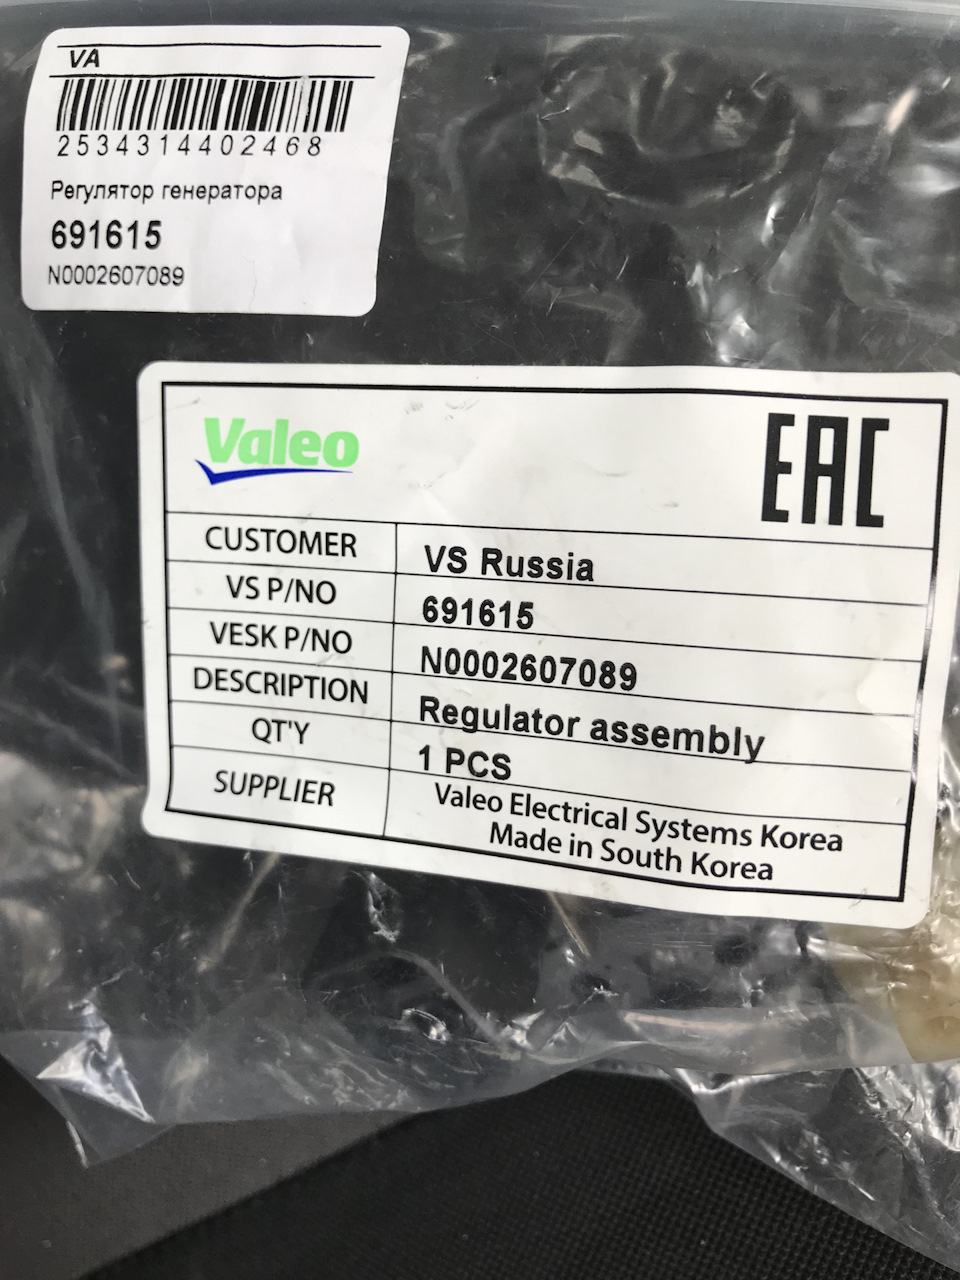 VA
2534314402468
Регулятор генератора
691615
N0002607089
Valeo
EAC
CUSTOMER VS Russia
VS P/NO 691615
VESK P/NO N0002607089
DESCRIPTION Regulator assembly
QT'Y 1 PCS
SUPPLIER Valeo Electrical Systems Korea
Made in South Korea